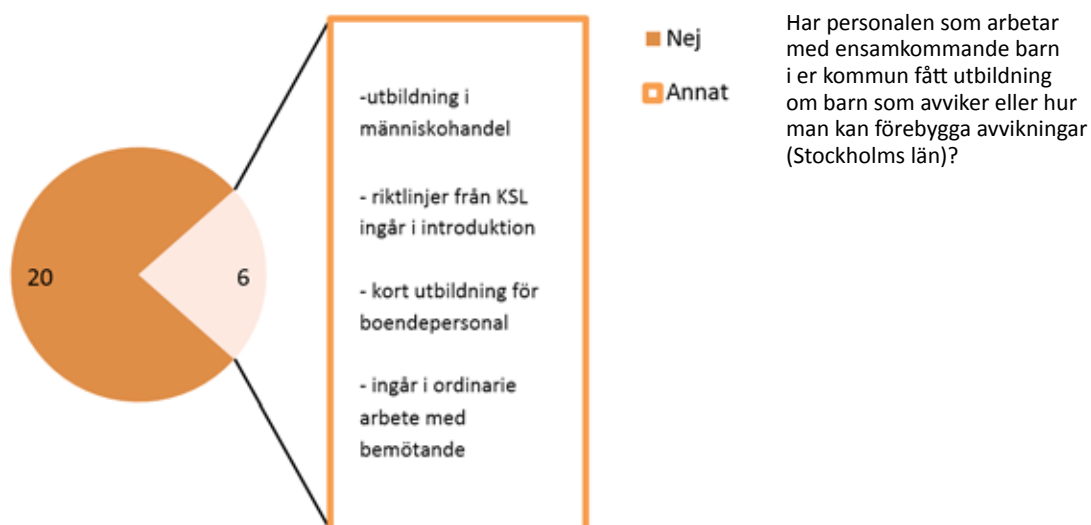 20
6
-utbildning i
människohandel
- riktlinjer från KSL
ingår i introduktion
- kort utbildning för
boendepersonal
- ingår i ordinarie
arbete med
bemötande
Nej
Annat
Har personalen som arbetar
med ensamkommande barn
i er kommun fått utbildning
om barn som avviker eller hur
man kan förebygga avvikningar
(Stockholms län)?